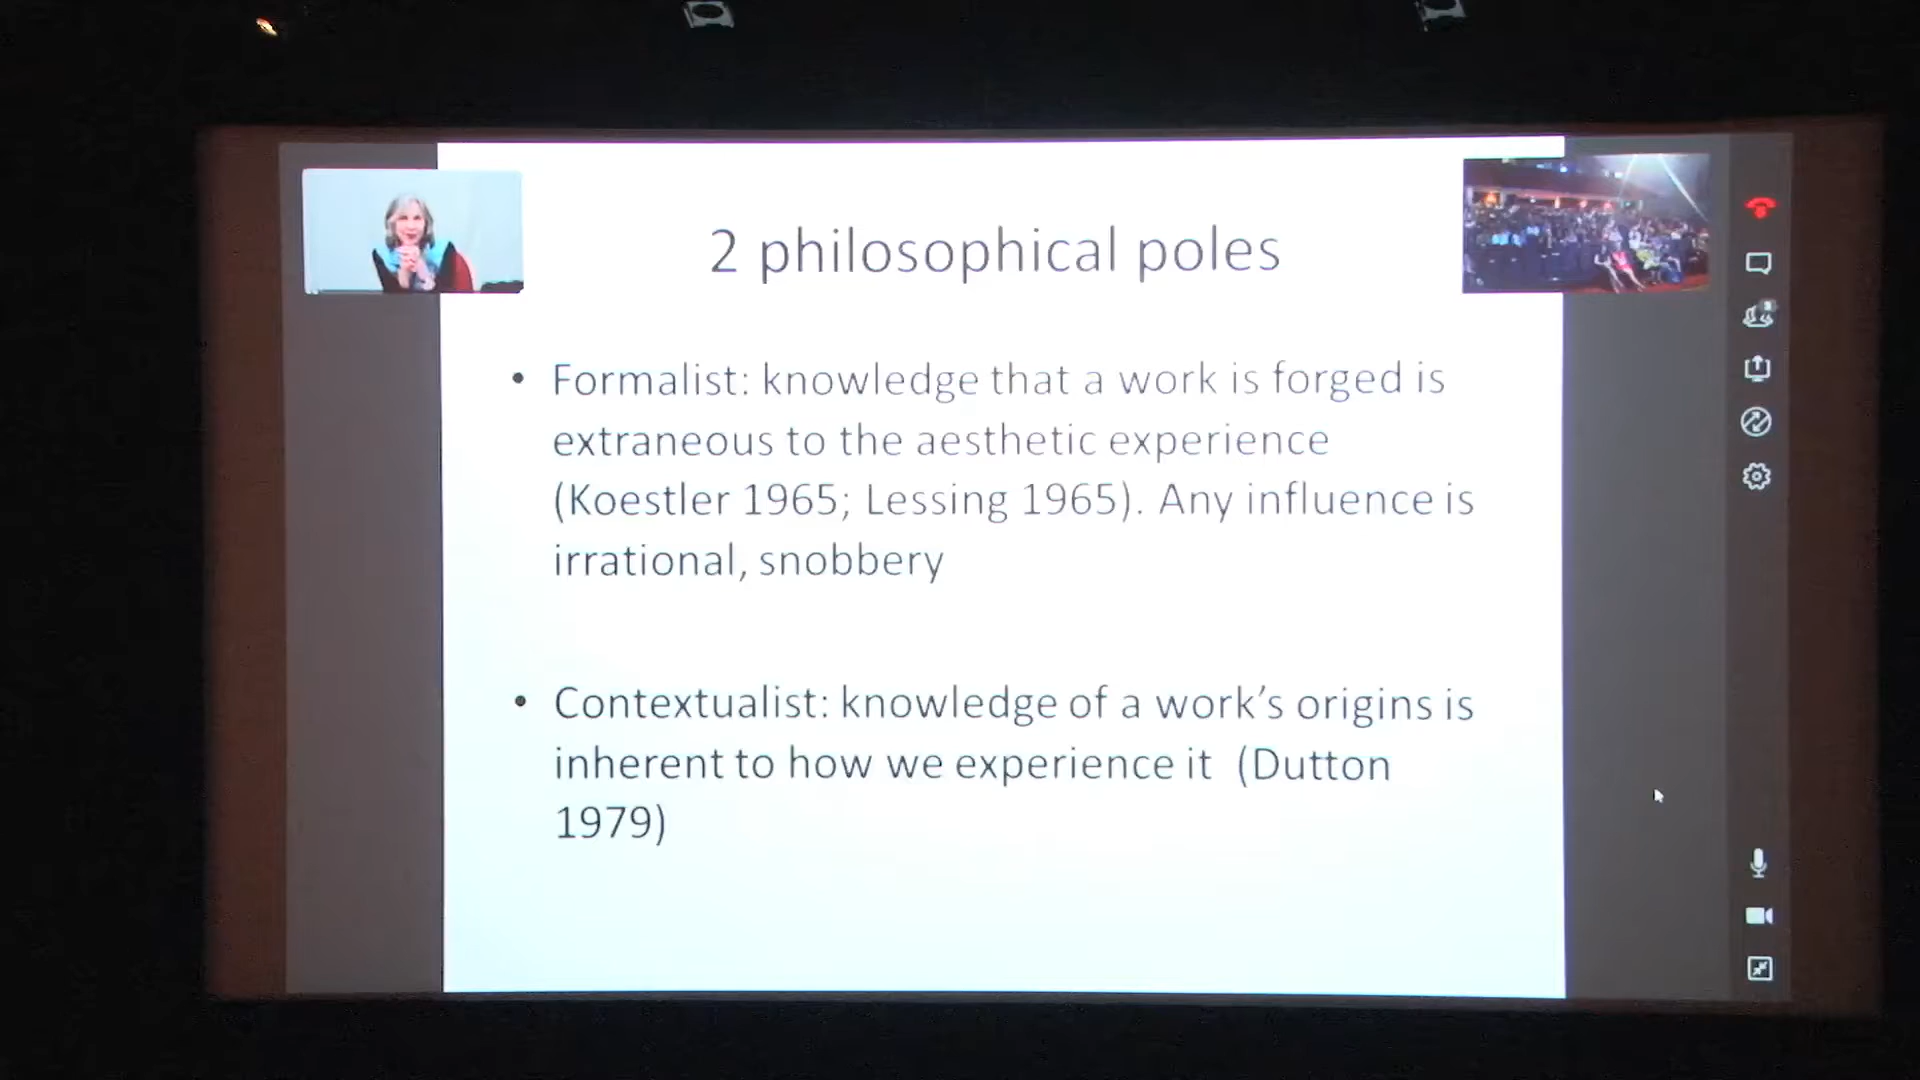 2 philosophical poles
• Formalist: knowledge that a work is forged is
extraneous to the aesthetic experience
(Koestler 1965; Lessing 1965). Any influence is
irrational, snobbery
• Contextualist: knowledge of a work’s origins is
inherent to how we experience it (Dutton
1979)